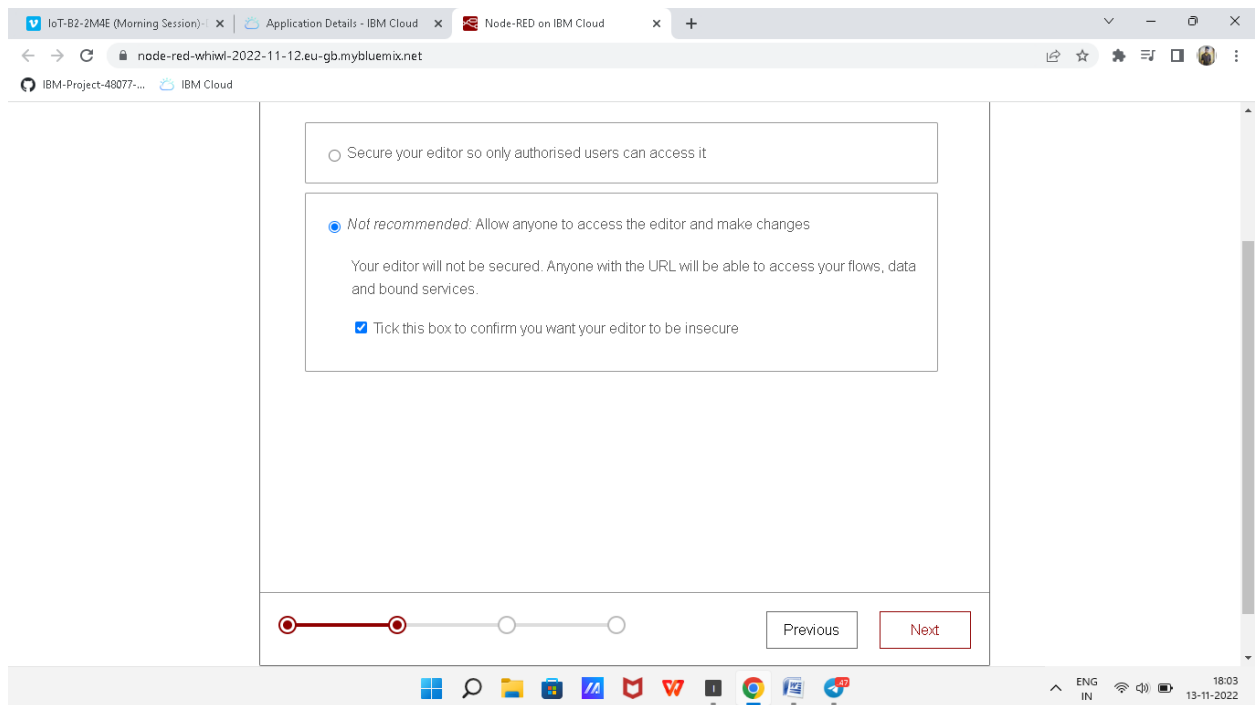 IoT-B2-2M4E (Morning Session)-
Application Details - IBM Cloud
Node-RED on IBM Cloud
node-red-whiwl-2022-11-12.eu-gb.mybluemix.net
IBM-Project-48077-...
IBM Cloud
Secure your editor so only authorised users can access it
Not recommended: Allow anyone to access the editor and make changes
Your editor will not be secured. Anyone with the URL will be able to access your flows, data
and bound services.
Tick this box to confirm you want your editor to be insecure
Previous
Next
47
ENG
IN
18:03
13-11-2022